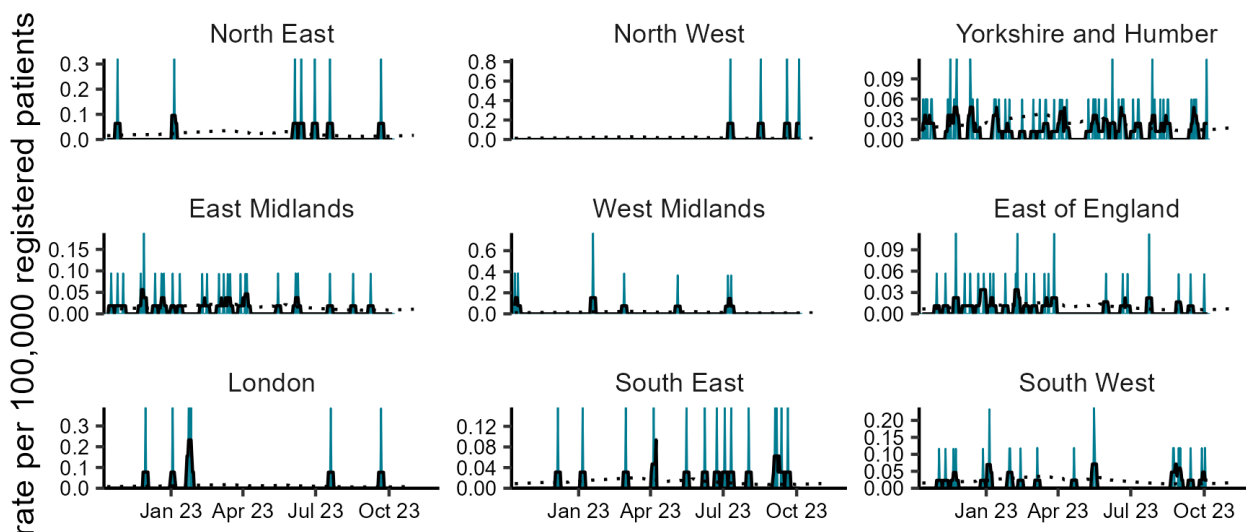 rate per 100,000 registered patients
North East
North West
Yorkshire and Humber
0.3
0.2
0.1
0.0
0.8
0.6
0.4
0.2
0.0
0.09
0.06
0.03
0.00
East Midlands
West Midlands
East of England
0.15
0.10
0.05
0.00
0.6
0.4
0.2
0.0
0.09
0.06
0.03
0.00
London
South East
South West
0.3
0.2
0.1
0.0
0.12
0.08
0.04
0.00
0.20
0.15
0.10
0.05
0.00
Jan 23 Apr 23 Jul 23 Oct 23
Jan 23 Apr 23 Jul 23 Oct 23
Jan 23 Apr 23 Jul 23 Oct 23